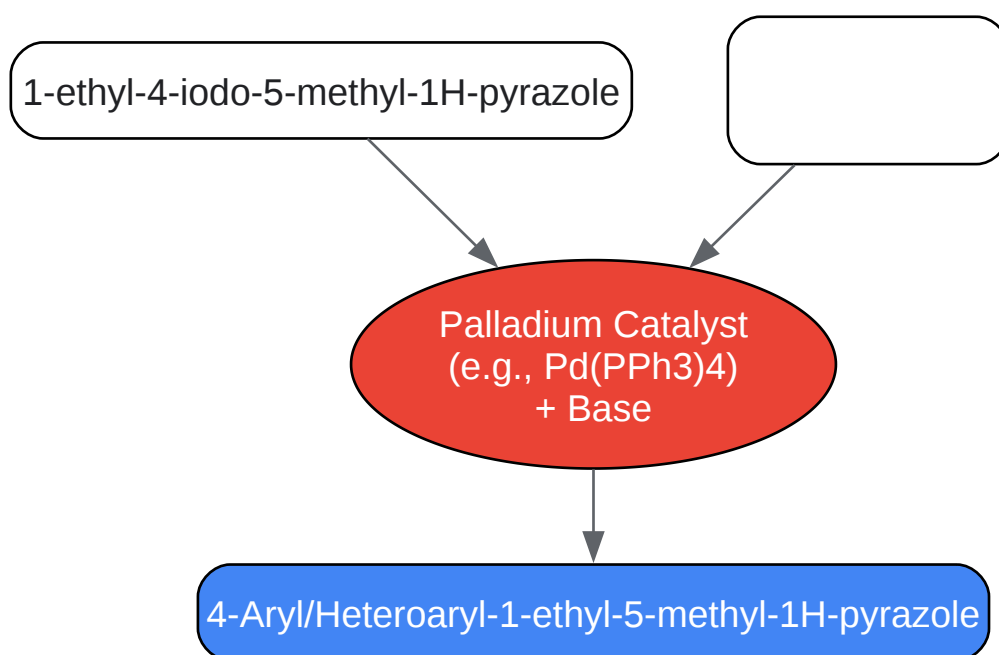 1-ethyl-4-iodo-5-methyl-1H-pyrazole
Palladium Catalyst
(e.g., Pd(PPh3)4)
+ Base
4-Aryl/Heteroaryl-1-ethyl-5-methyl-1H-pyrazole